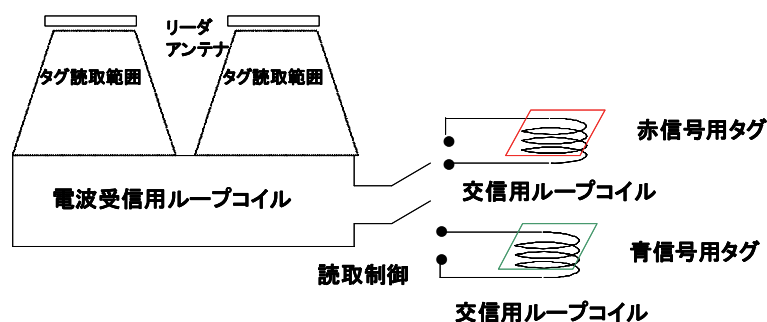 リーダ
アンテナ
タグ読取範囲
タグ読取範囲
赤信号用タグ
電波受信用ループコイル
交信用ループコイル
青信号用タグ
読取制御
交信用ループコイル